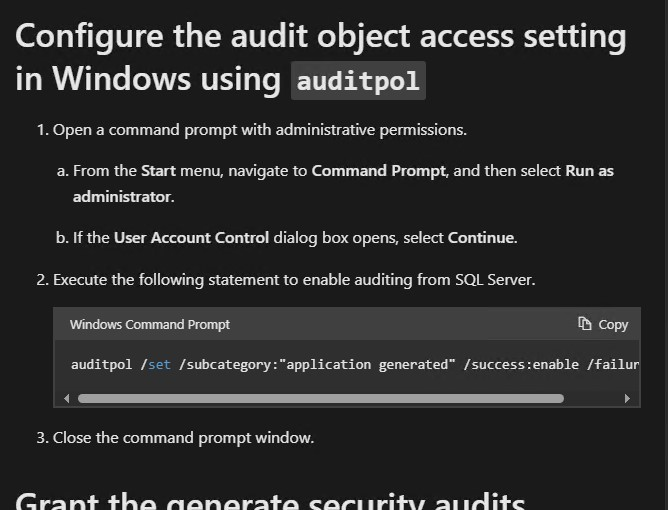 Configure the audit object access setting
in Windows using auditpol
1. Open a command prompt with administrative permissions.
a. From the Start menu, navigate to Command Prompt, and then select Run as
administrator.
b. If the User Account Control dialog box opens, select Continue.
2. Execute the following statement to enable auditing from SQL Server.
Windows Command Prompt Copy
auditpol /set /subcategory:"application generated" /success:enable /failur
3. Close the command prompt window.
Grant the generate security audits